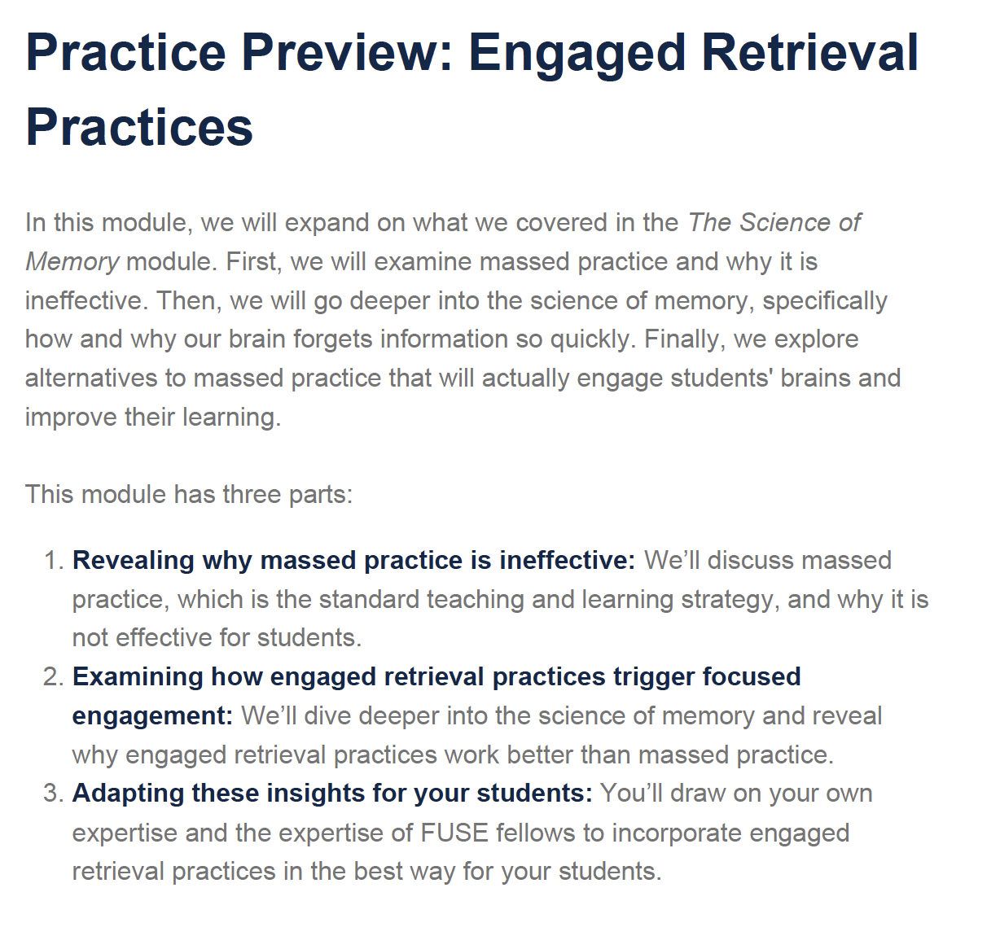 Practice Preview: Engaged Retrieval
Practices
In this module, we will expand on what we covered in the The Science of
Memory module. First, we will examine massed practice and why it is
ineffective. Then, we will go deeper into the science of memory, specifically
how and why our brain forgets information so quickly. Finally, we explore
alternatives to massed practice that will actually engage students' brains and
improve their learning.
This module has three parts:
1. Revealing why massed practice is ineffective: We’ll discuss massed
practice, which is the standard teaching and learning strategy, and why it is
not effective for students.
2. Examining how engaged retrieval practices trigger focused
engagement: We’ll dive deeper into the science of memory and reveal
why engaged retrieval practices work better than massed practice.
3. Adapting these insights for your students: You’ll draw on your own
expertise and the expertise of FUSE fellows to incorporate engaged
retrieval practices in the best way for your students.